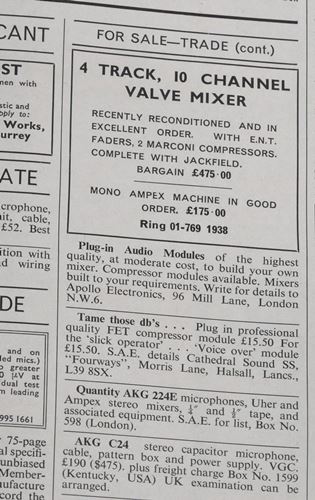 CANT
ST
men with
stic and
pply to:
Works,
urrey
ATE
crophone,
nit, cable,
£52. Best
ition with
d wiring
DE
and on
led mics.)
o greater
0 µV at
dual test
m leading
995 1661
75-page
al specifi-
unbiased
Member-
nufacture
cord the
FOR SALE—TRADE (cont.)
4 TRACK, 10 CHANNEL
VALVE MIXER
RECENTLY RECONDITIONED AND IN
EXCELLENT ORDER. WITH E.N.T.
FADERS, 2 MARCONI COMPRESSORS.
COMPLETE WITH JACKFIELD.
BARGAIN £475·00
MONO AMPEX MACHINE IN GOOD
ORDER. £175·00
Ring 01-769 1938
Plug-in Audio Modules of the highest
quality, at moderate cost, to build your own
mixer. Compressor modules available. Mixers
built to your requirements. Write for details to
Apollo Electronics, 96 Mill Lane, London
N.W.6.
Tame those db's . . . Plug in professional
quality FET compressor module £15.50 For
the 'slick operator' . . . 'Voice over' module
£15.50. S.A.E. details Cathedral Sound SS,
"Fourways", Morris Lane, Halsall, Lancs.,
L39 8SX.
Quantity AKG 224E microphones, Uher and
Ampex stereo mixers, ¼" and ½" tape, and
associated equipment. S.A.E. for list, Box No.
598 (London).
AKG C24 stereo capacitor microphone,
cable, pattern box and power supply. VGC.
£190 ($475). plus freight charge Box No. 1599
(Kentucky, USA) UK examination can be
arranged.